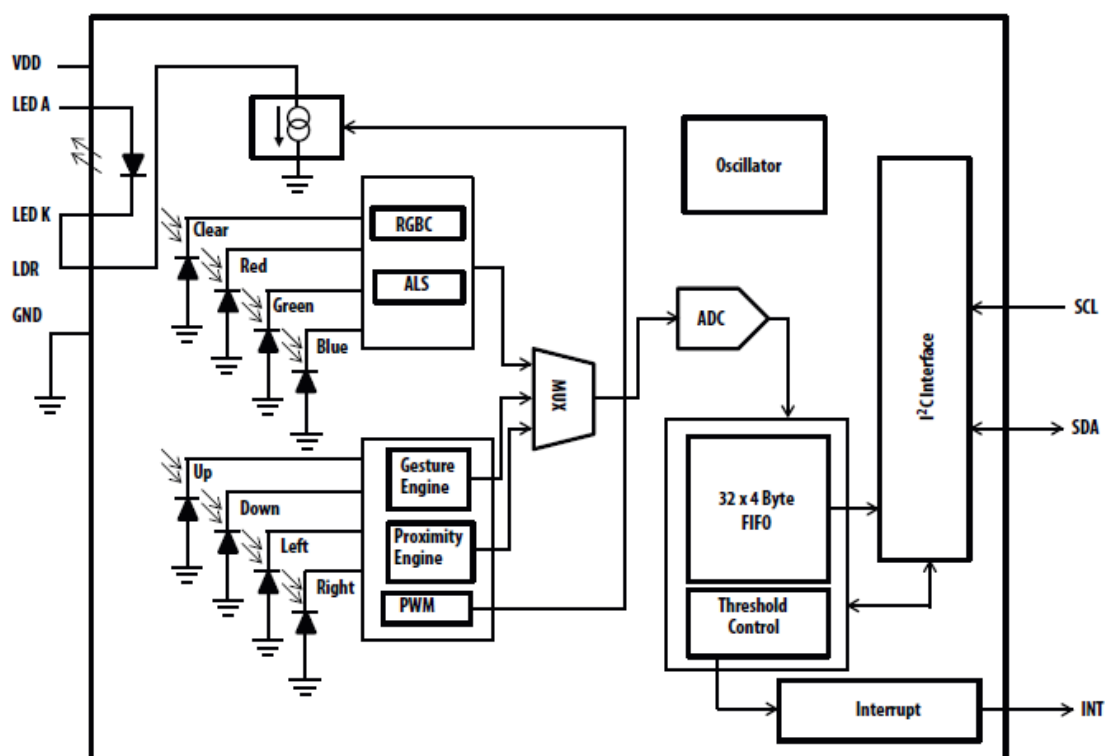 VDD
LED A
LED K
LDR
GND
Clear
Red
Green
Blue
RGBC
ALS
Oscillator
MUX
ADC
I²C Interface
SCL
SDA
Up
Down
Left
Right
Gesture
Engine
Proximity
Engine
PWM
32 x 4 Byte
FIFO
Threshold
Control
Interrupt
INT